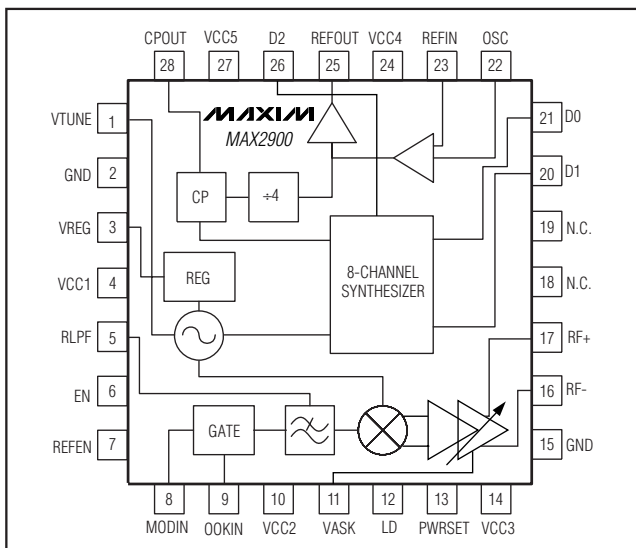 CPOUT VCC5 D2 REFOUT VCC4 REFIN OSC
28 27 26 25 24 23 22
VTUNE 1
GND 2
VREG 3
VCC1 4
RLPF 5
EN 6
REFEN 7
MAXIM
MAX2900
CP
÷4
8-CHANNEL
SYNTHESIZER
REG
GATE
21 D0
20 D1
19 N.C.
18 N.C.
17 RF+
16 RF-
15 GND
8 9 10 11 12 13 14
MODIN OOKIN VCC2 VASK LD PWRSET VCC3